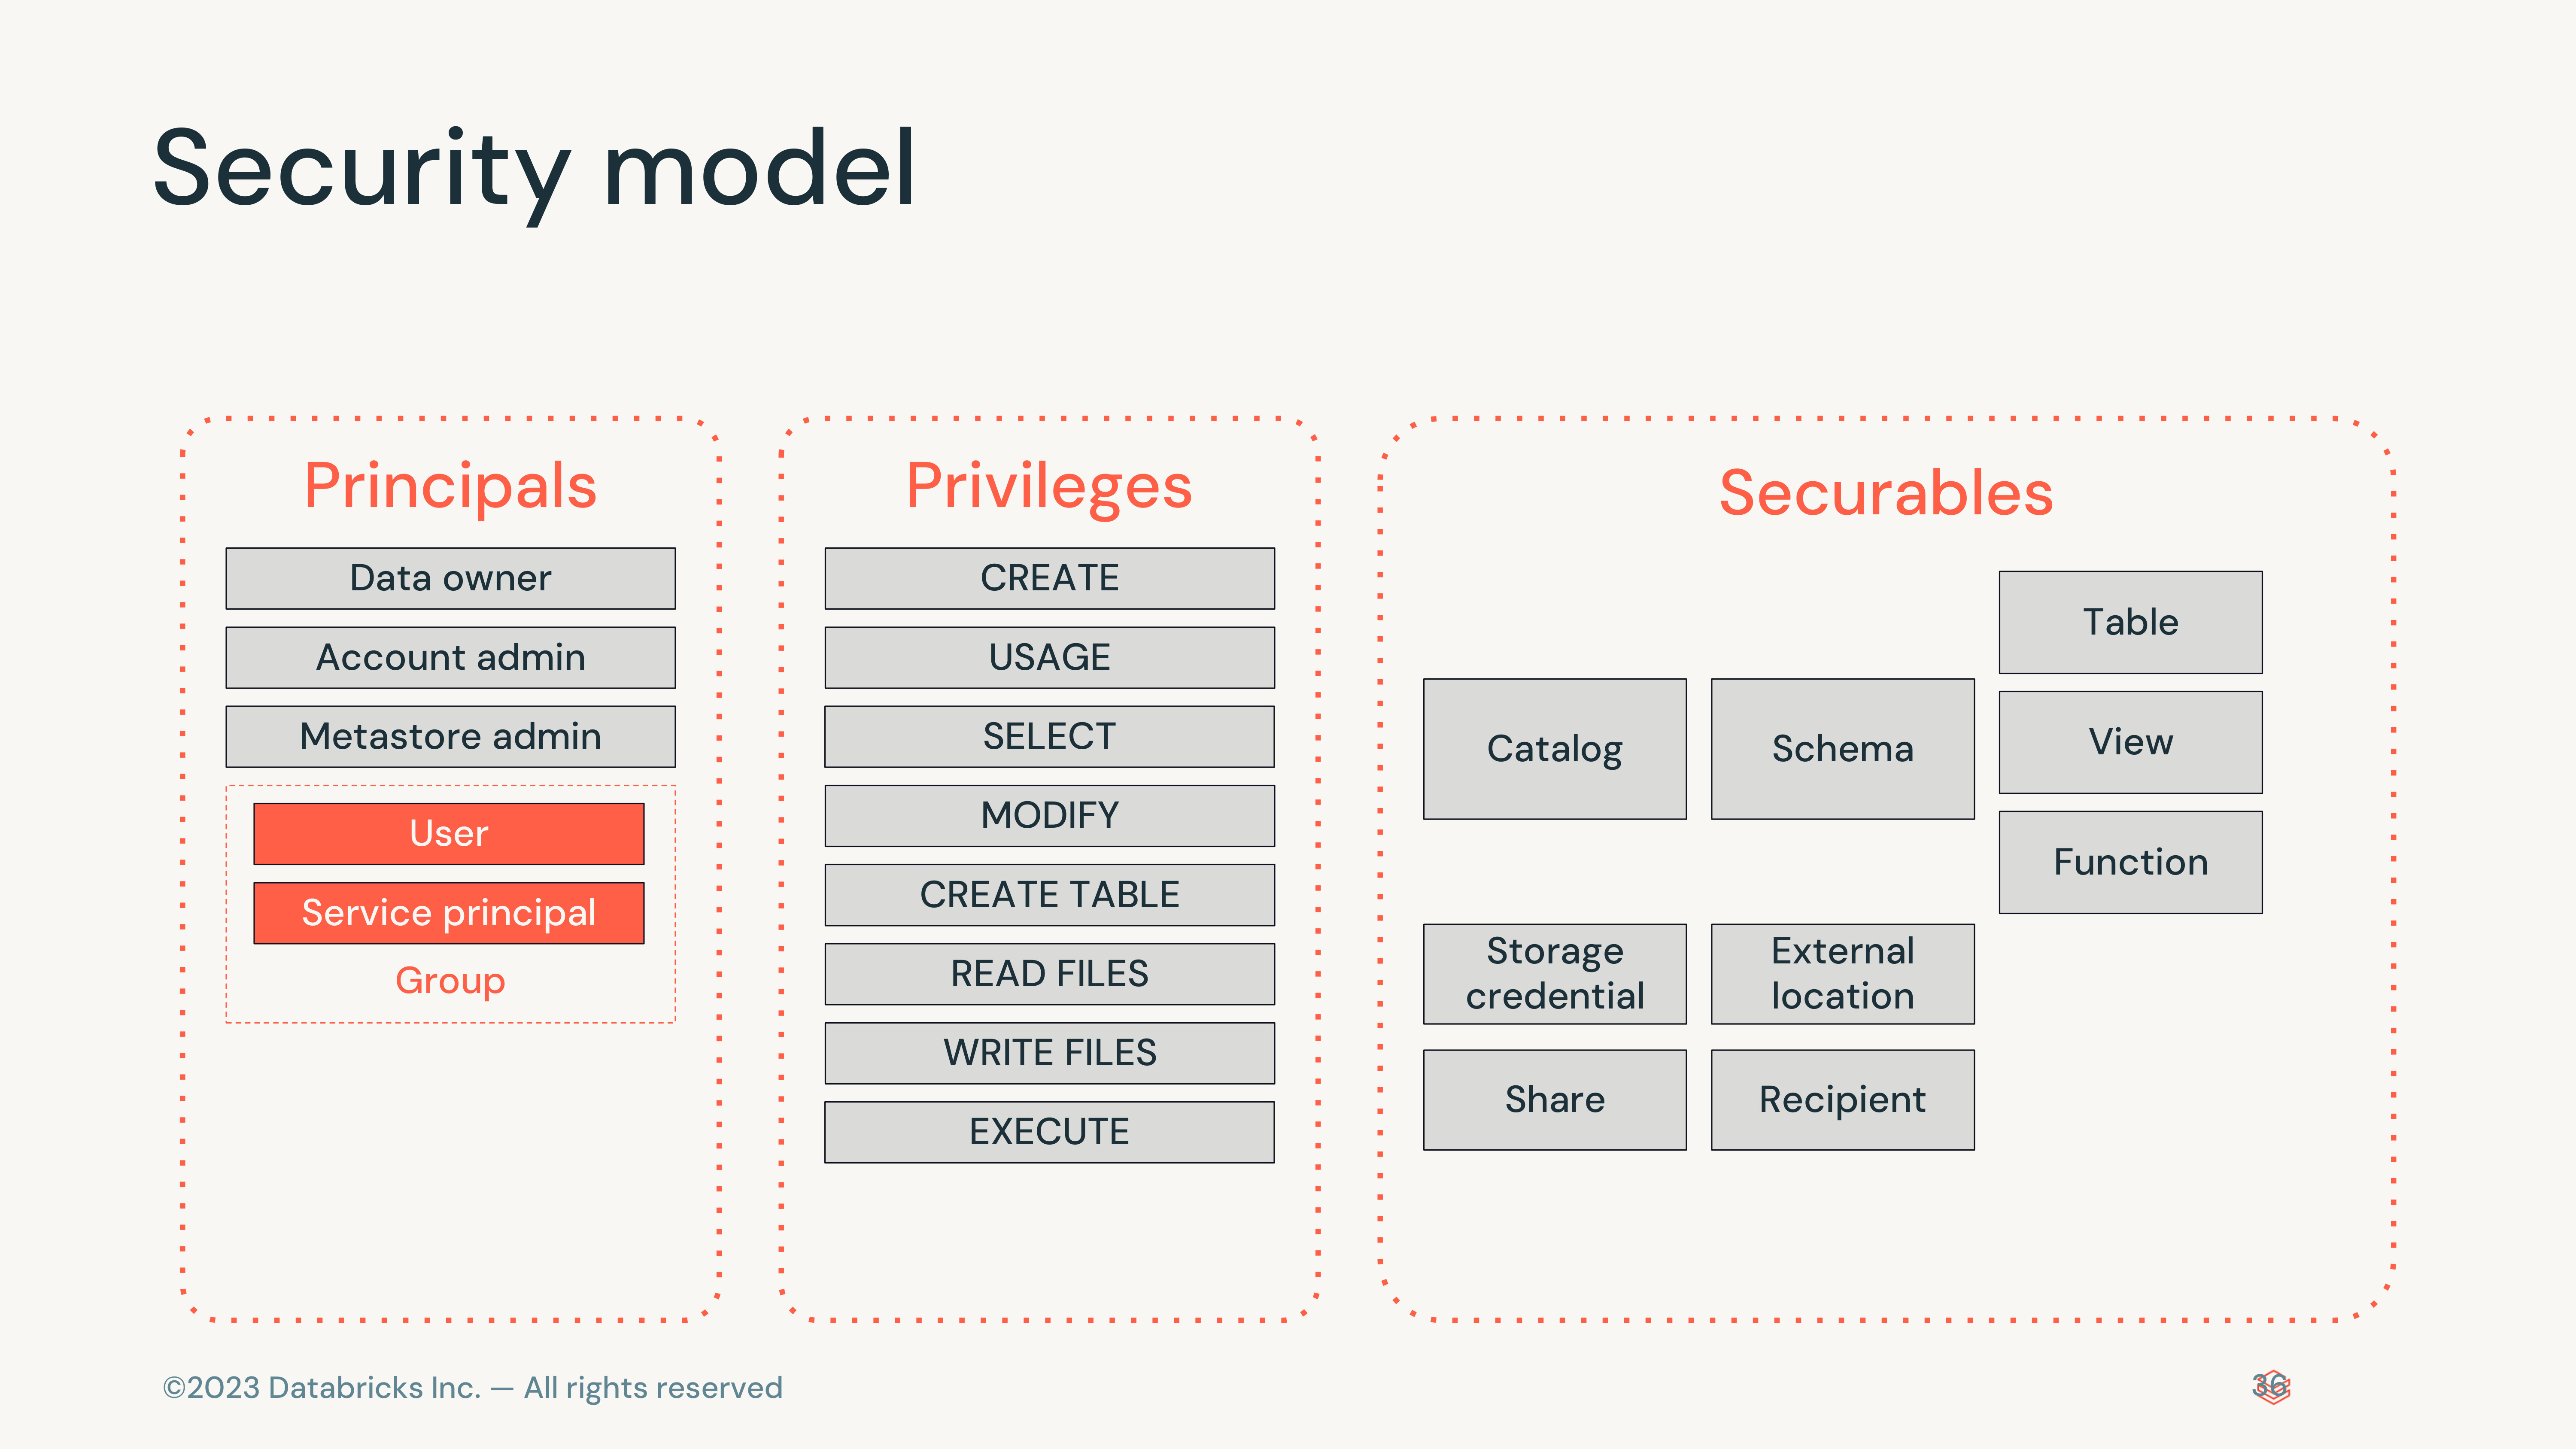 Security model
Principals
Data owner
Account admin
Metastore admin
User
Service principal
Group
Privileges
CREATE
USAGE
SELECT
MODIFY
CREATE TABLE
READ FILES
WRITE FILES
EXECUTE
Securables
Catalog
Schema
Table
View
Function
Storage
credential
External
location
Share
Recipient
©2023 Databricks Inc. — All rights reserved
36